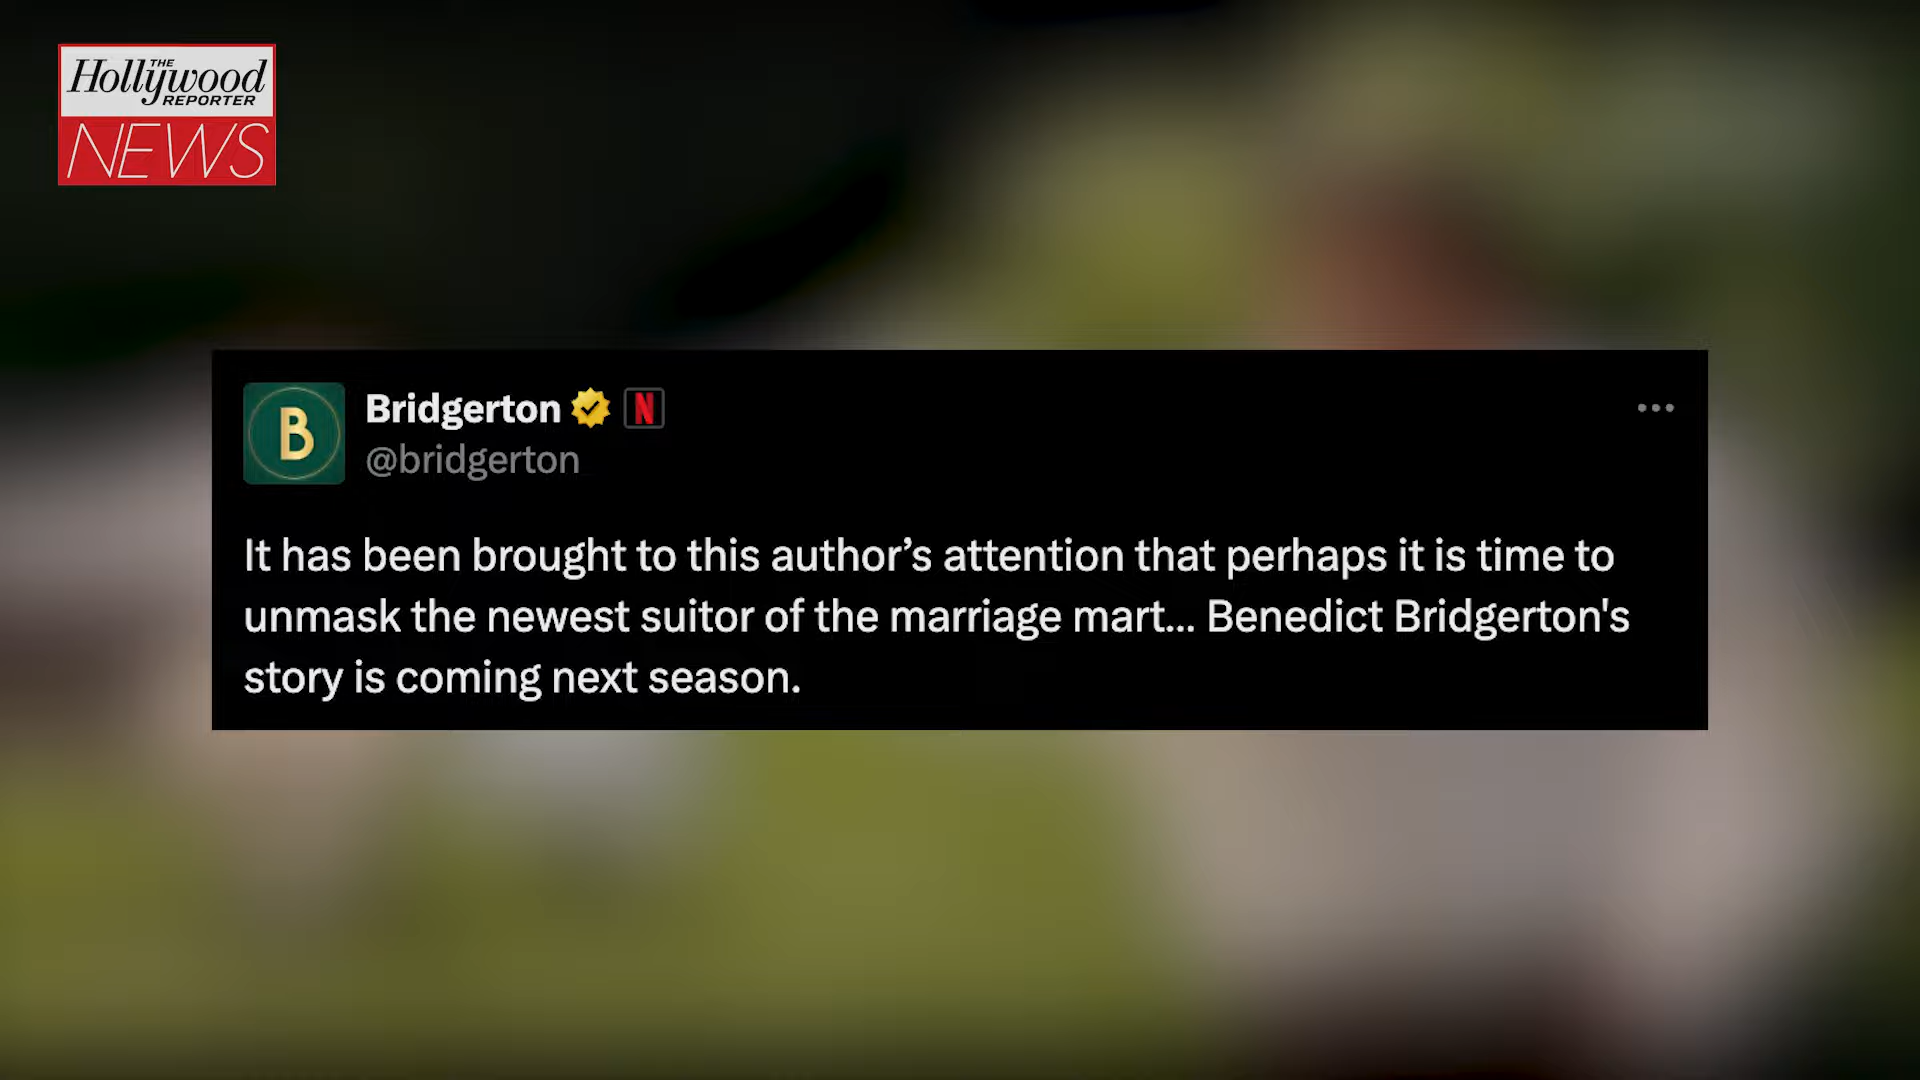 THE
Hollywood
REPORTER
NEWS
B
Bridgerton N
@bridgerton
It has been brought to this author’s attention that perhaps it is time to
unmask the newest suitor of the marriage mart... Benedict Bridgerton's
story is coming next season.